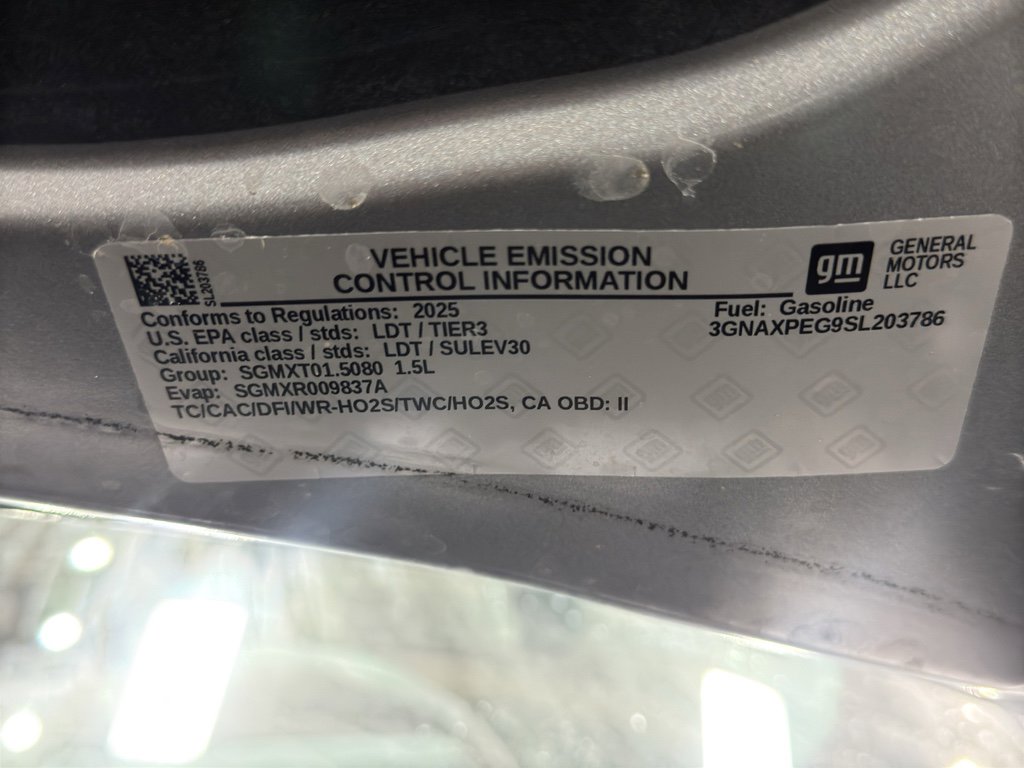 VEHICLE EMISSION
CONTROL INFORMATION
gm
GENERAL
MOTORS
LLC
SL203786
Conforms to Regulations: 2025
U.S. EPA class / stds: LDT / TIER3
California class / stds: LDT / SULEV30
Group: SGMXT01.5080 1.5L
Evap: SGMXR009837A
TC/CAC/DFI/WR-HO2S/TWC/HO2S, CA OBD: II
Fuel: Gasoline
3GNAXPEG9SL203786